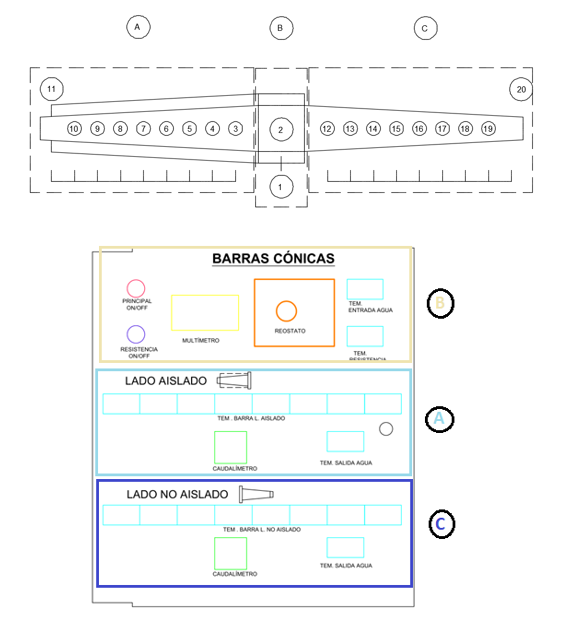 A B C
11 20
10 9 8 7 6 5 4 3 2 12 13 14 15 16 17 18 19
1
BARRAS CÓNICAS
PRINCIPAL
ON/OFF
RESISTENCIA
ON/OFF
MULTÍMETRO
REOSTATO
TEM.
ENTRADA AGUA
TEM.
RESISTENCIA
B
LADO AISLADO
TEM . BARRA L. AISLADO
CAUDALÍMETRO
TEM. SALIDA AGUA
A
LADO NO AISLADO
TEM . BARRA L. NO AISLADO
CAUDALÍMETRO
TEM. SALIDA AGUA
C